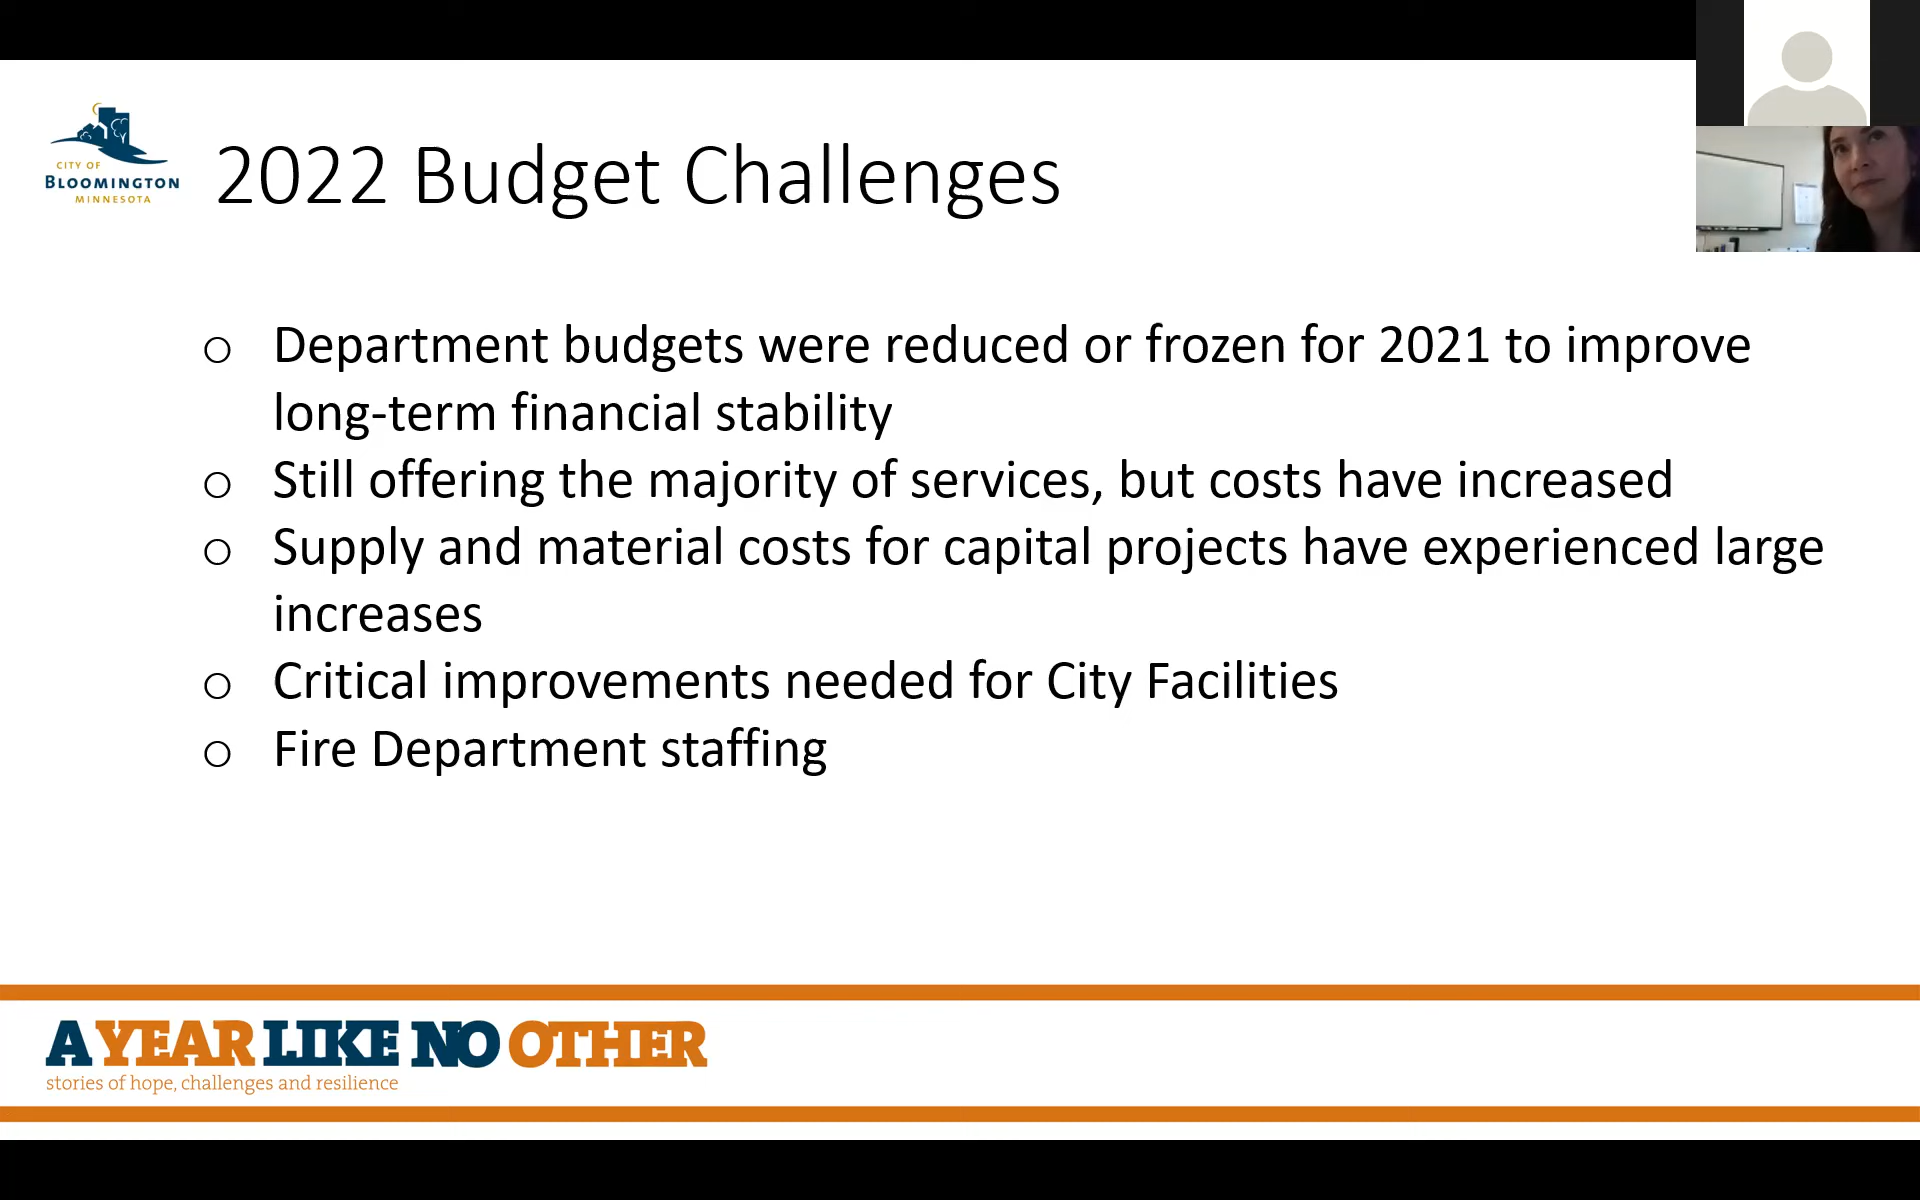 CITY OF
BLOOMINGTON
MINNESOTA
2022 Budget Challenges
o Department budgets were reduced or frozen for 2021 to improve
long-term financial stability
o Still offering the majority of services, but costs have increased
o Supply and material costs for capital projects have experienced large
increases
o Critical improvements needed for City Facilities
o Fire Department staffing
A YEAR LIKE NO OTHER
stories of hope, challenges and resilience